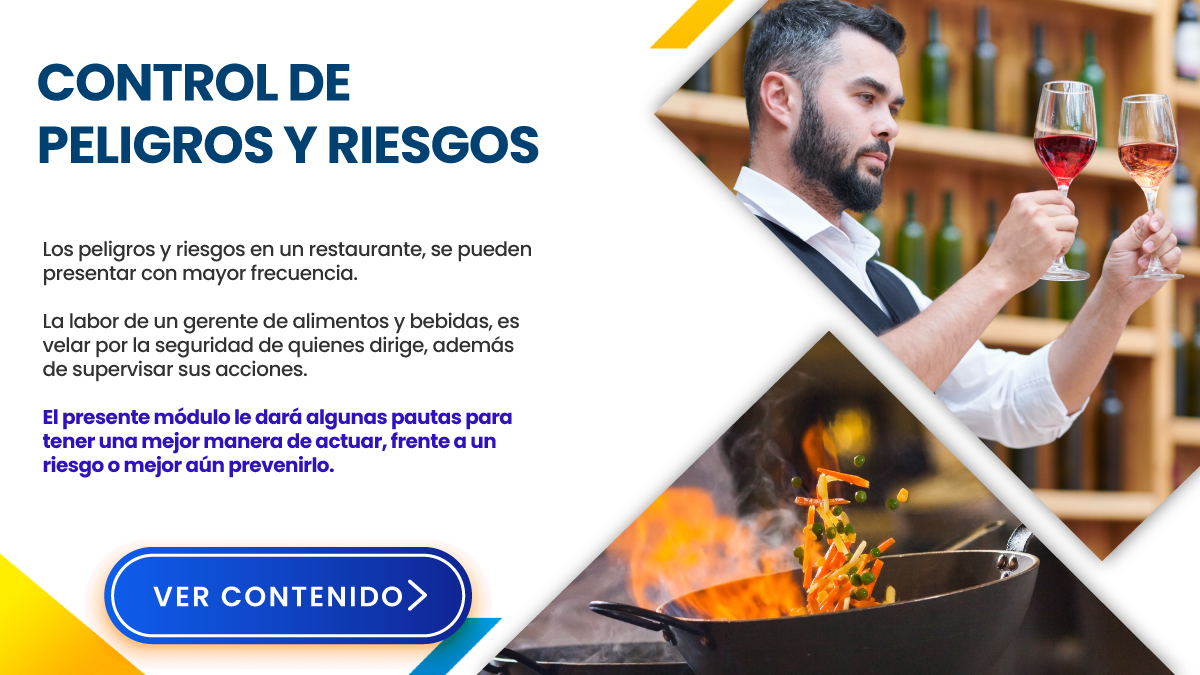 CONTROL DE
PELIGROS Y RIESGOS
Los peligros y riesgos en un restaurante, se pueden
presentar con mayor frecuencia.
La labor de un gerente de alimentos y bebidas, es
velar por la seguridad de quienes dirige, además
de supervisar sus acciones.
El presente módulo le dará algunas pautas para
tener una mejor manera de actuar, frente a un
riesgo o mejor aún prevenirlo.
VER CONTENIDO